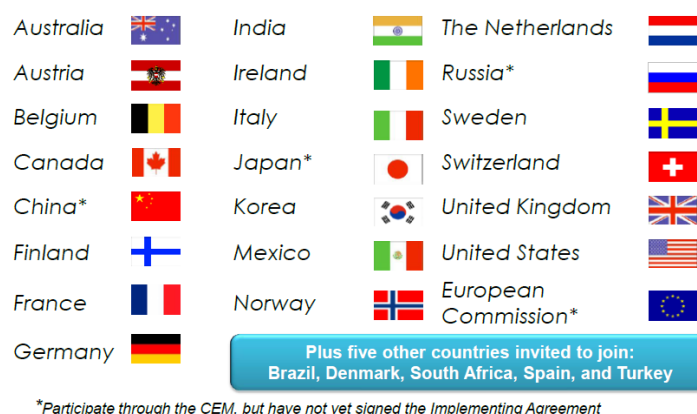 Australia
Austria
Belgium
Canada
China*
Finland
France
Germany
India
Ireland
Italy
Japan*
Korea
Mexico
Norway
The Netherlands
Russia*
Sweden
Switzerland
United Kingdom
United States
European
Commission*
Plus five other countries invited to join:
Brazil, Denmark, South Africa, Spain, and Turkey
*Participate through the CEM, but have not yet signed the Implementing Agreement